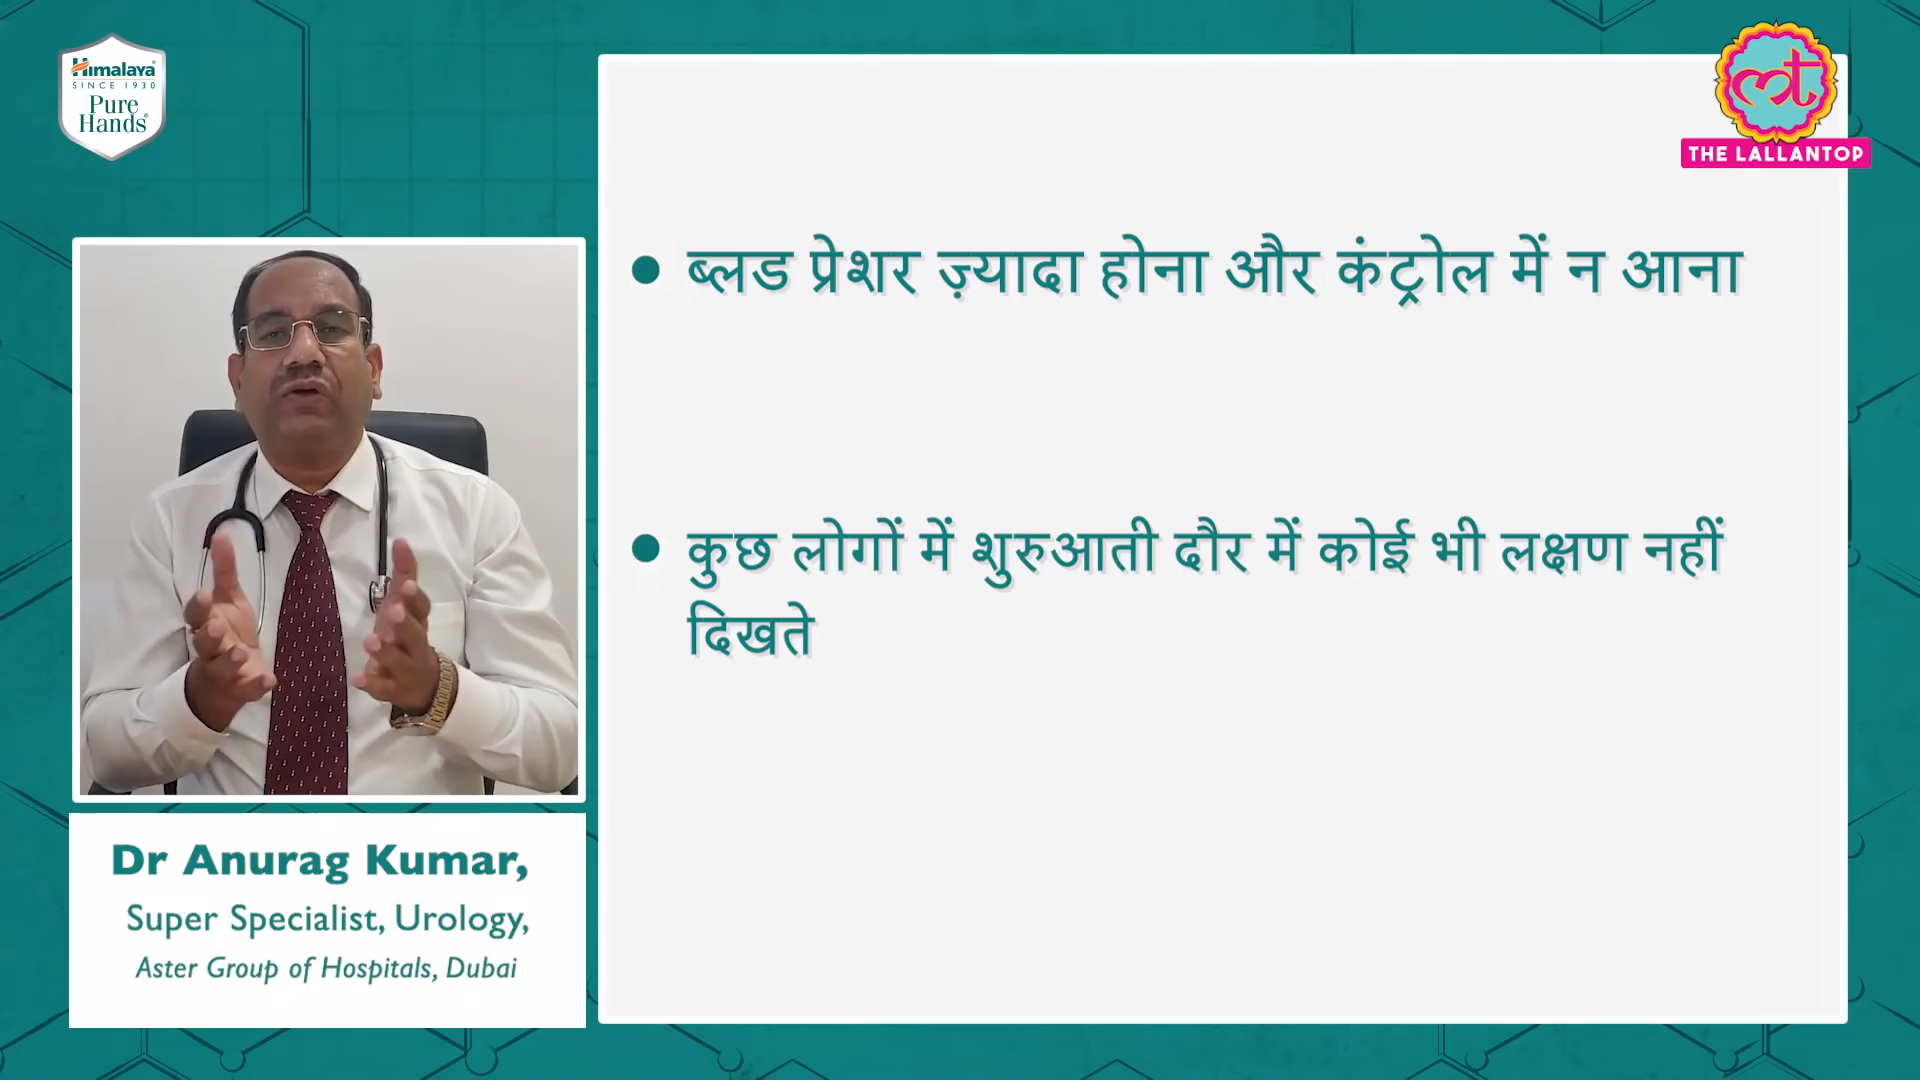 Himalaya
SINCE 1930
Pure
Hands
THE LALLANTOP
• ब्लड प्रेशर ज़्यादा होना और कंट्रोल में न आना
• कुछ लोगों में शुरुआती दौर में कोई भी लक्षण नहीं
दिखते
Dr Anurag Kumar,
Super Specialist, Urology,
Aster Group of Hospitals, Dubai